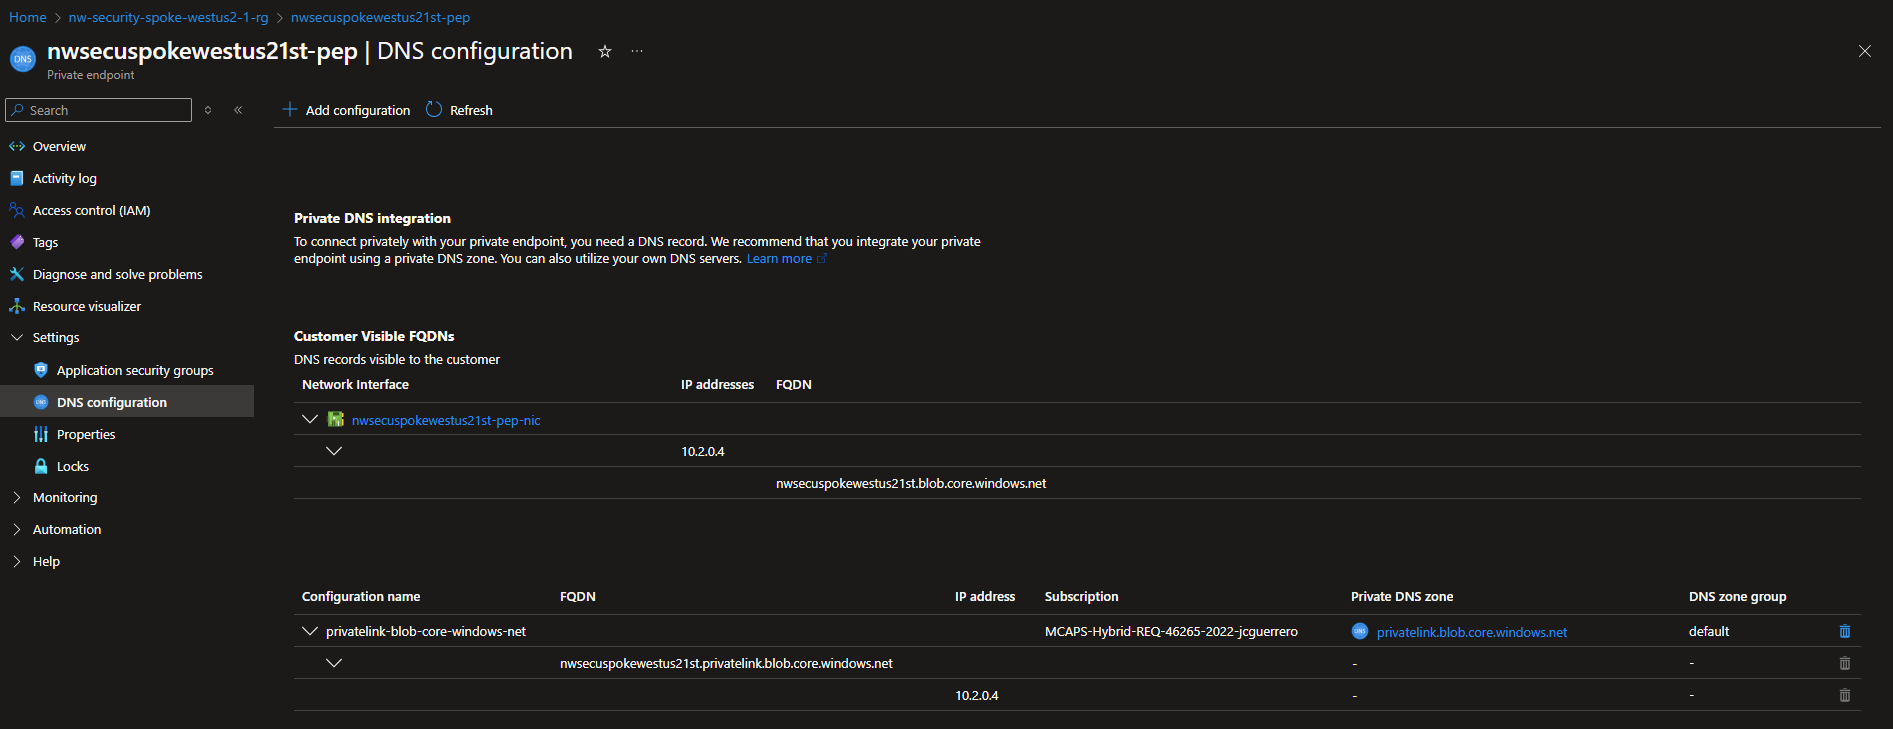 Home > nw-security-spoke-westus2-1-rg > nwsecuspokewestus21st-pep
DNS
nwsecuspokewestus21st-pep | DNS configuration ☆ ···
Private endpoint
Search
Add configuration Refresh
Overview
Activity log
Access control (IAM)
Tags
Diagnose and solve problems
Resource visualizer
Settings
Application security groups
DNS configuration
Properties
Locks
Monitoring
Automation
Help
Private DNS integration
To connect privately with your private endpoint, you need a DNS record. We recommend that you integrate your private
endpoint using a private DNS zone. You can also utilize your own DNS servers. Learn more
Customer Visible FQDNs
DNS records visible to the customer
Network Interface IP addresses FQDN
nwsecuspokewestus21st-pep-nic
10.2.0.4
nwsecuspokewestus21st.blob.core.windows.net
Configuration name FQDN IP address Subscription Private DNS zone DNS zone group
privatelink-blob-core-windows-net MCAPS-Hybrid-REQ-46265-2022-jcguerrero privatelink.blob.core.windows.net default
nwsecuspokewestus21st.privatelink.blob.core.windows.net - -
10.2.0.4 - -